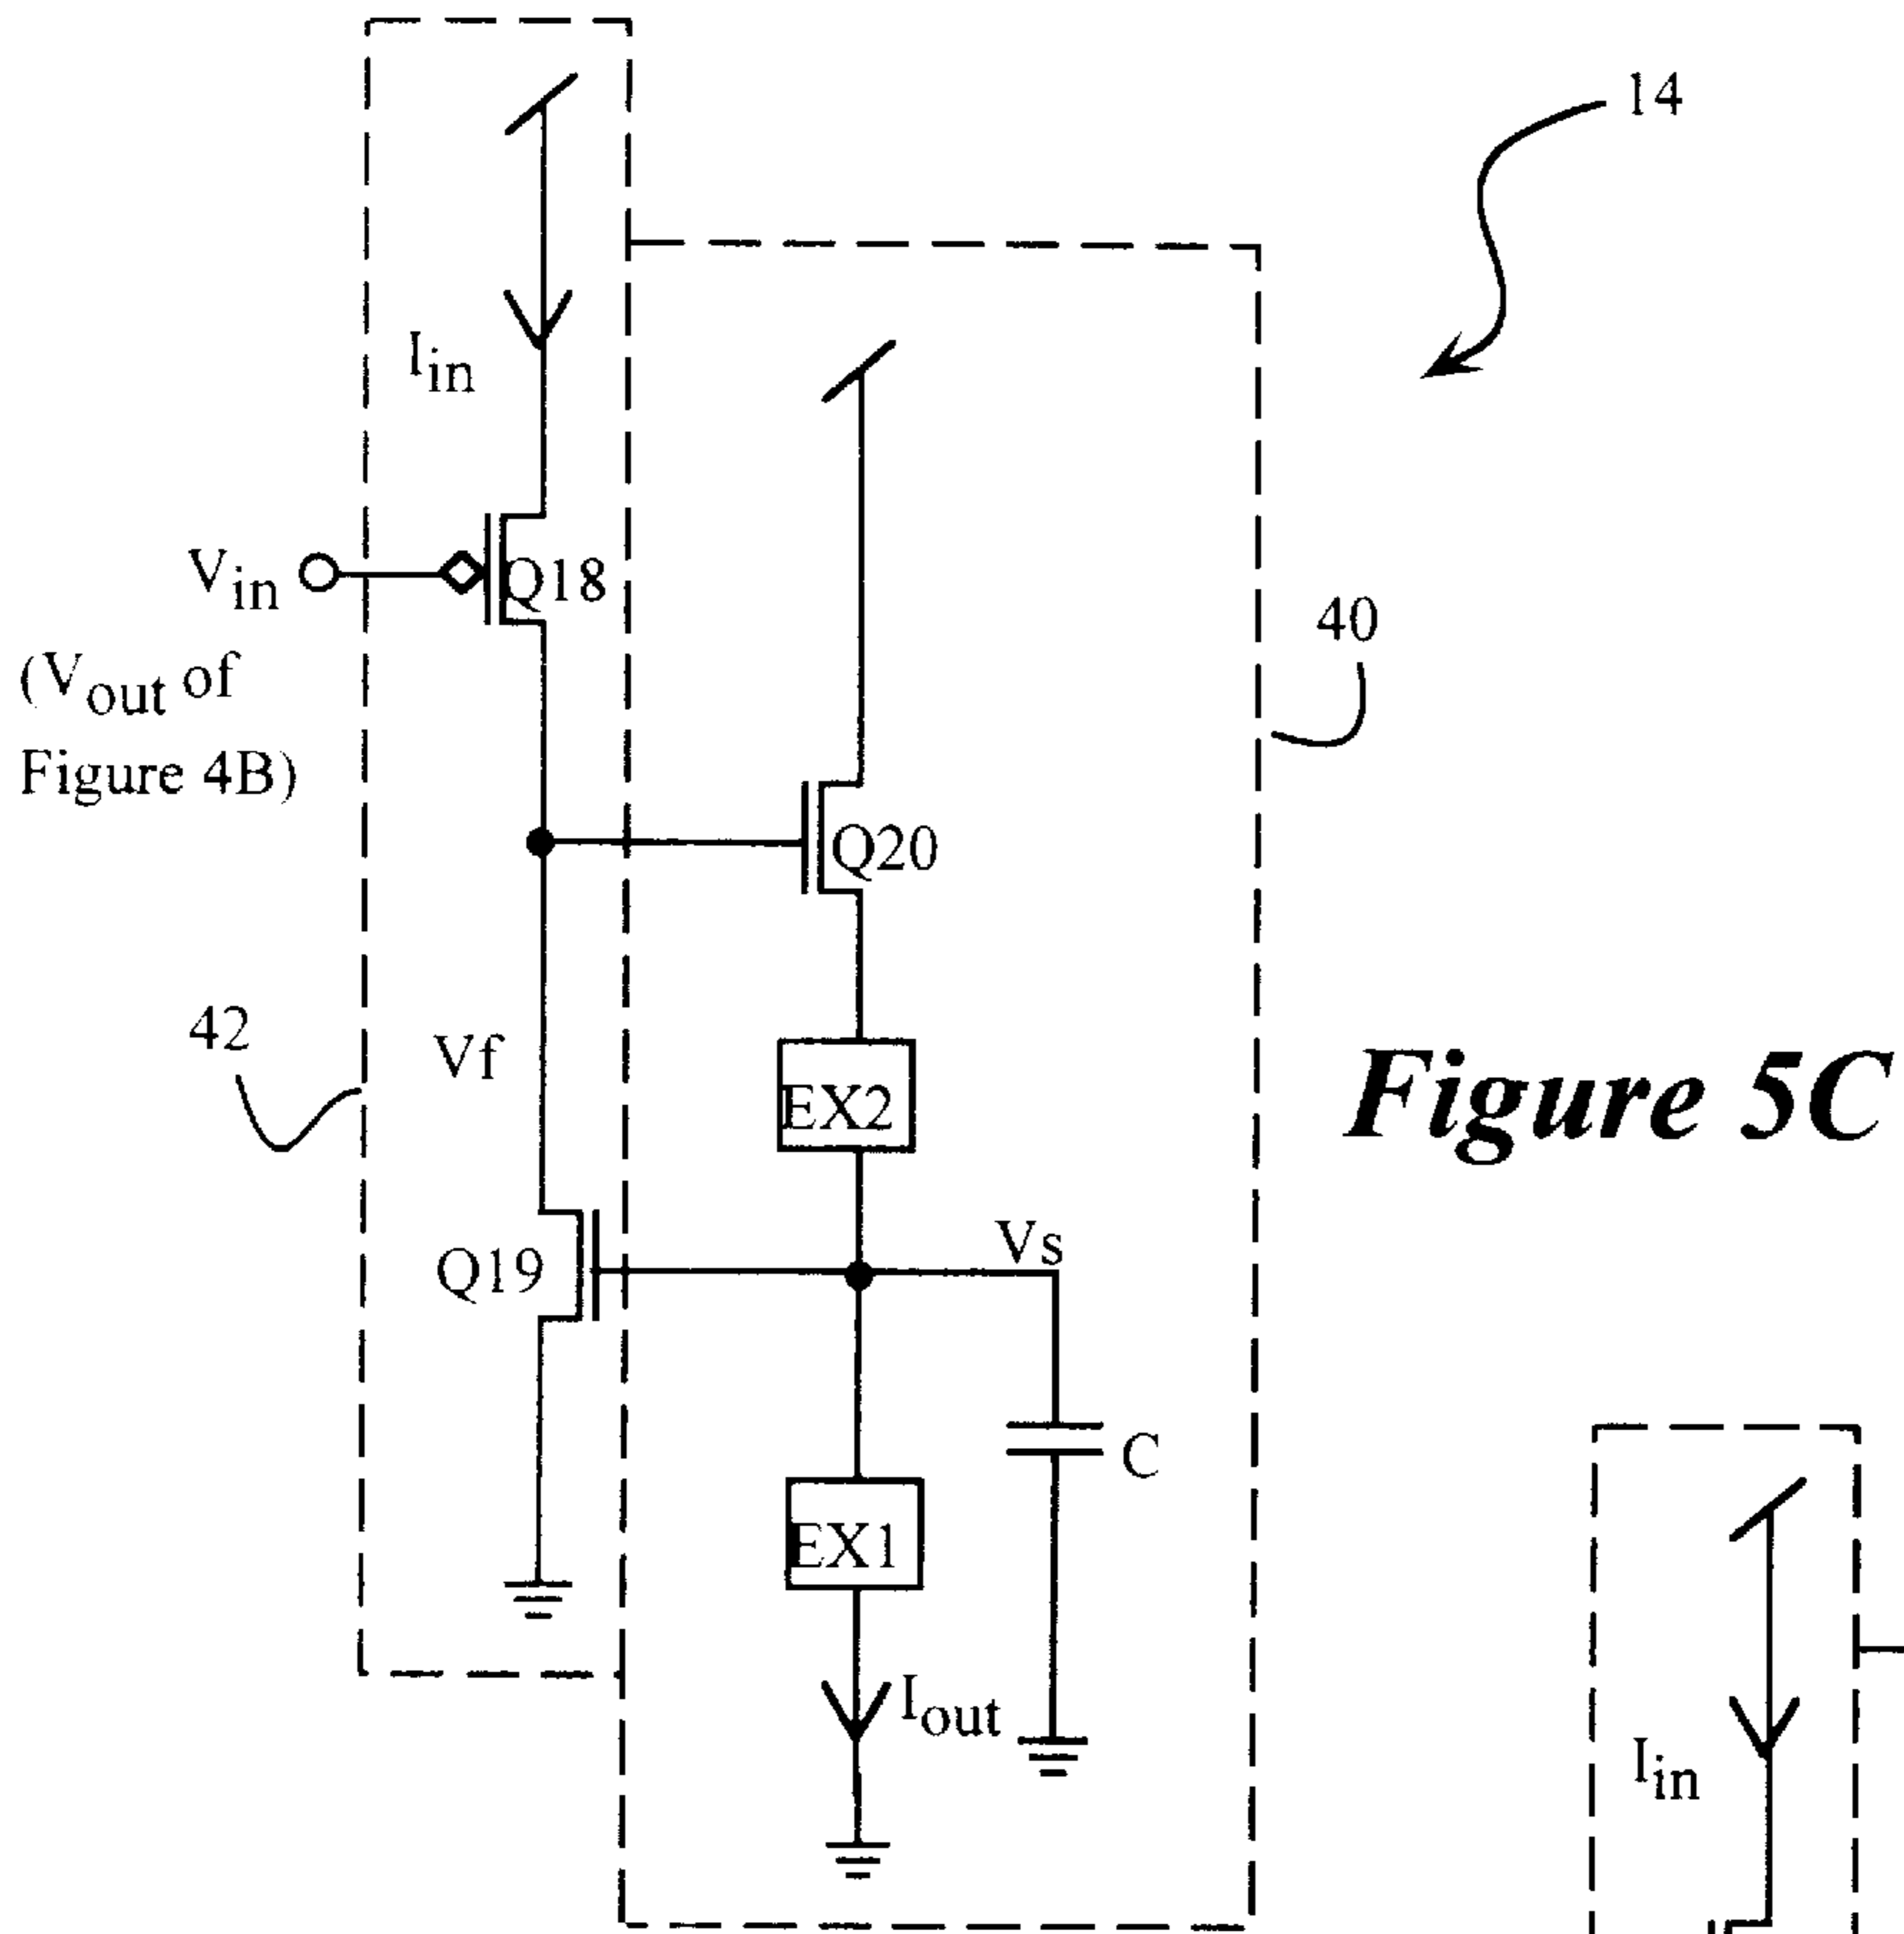 14
Iin
Vin
Q18
(Vout of
Figure 4B)
40
Q20
42
Vf
EX2
Figure 5C
Vs
Q19
C
EX1
Iout
Iin